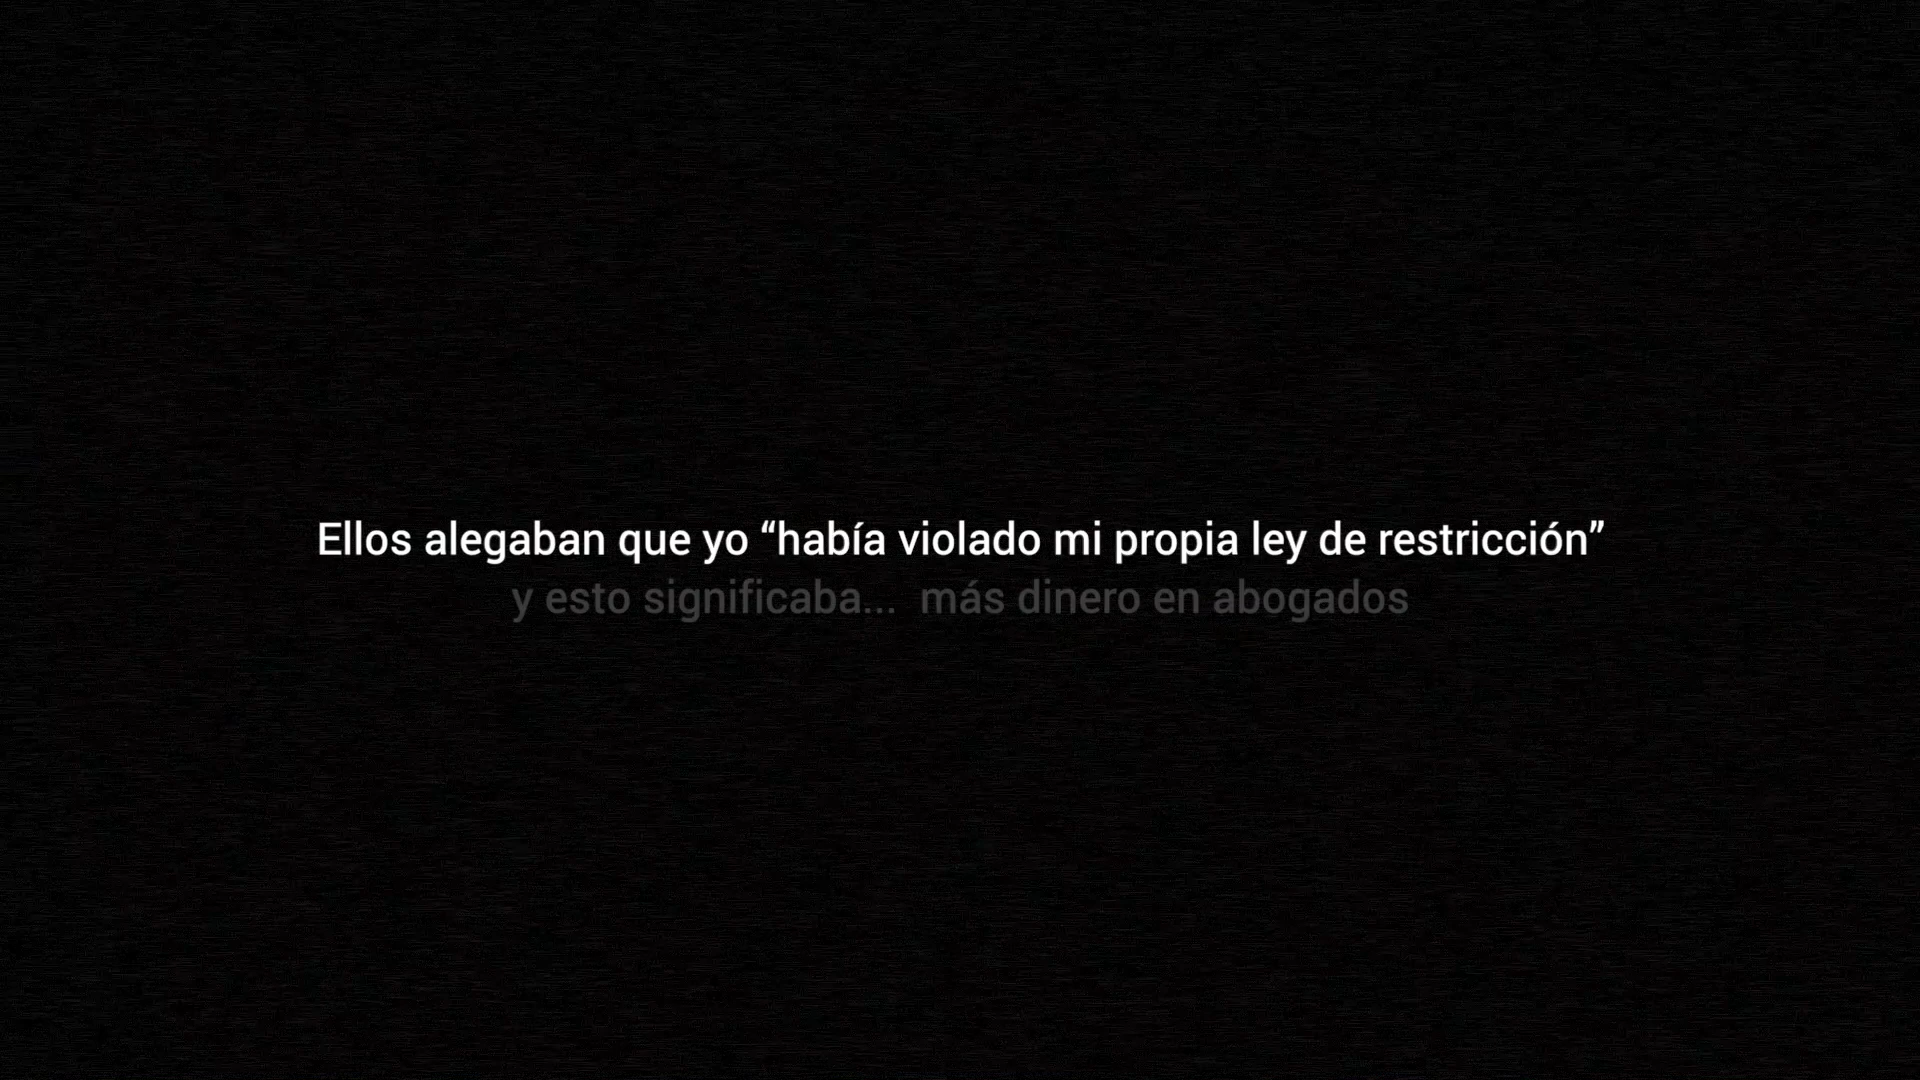 Ellos alegaban que yo “había violado mi propia ley de restricción”
y esto significaba... más dinero en abogados